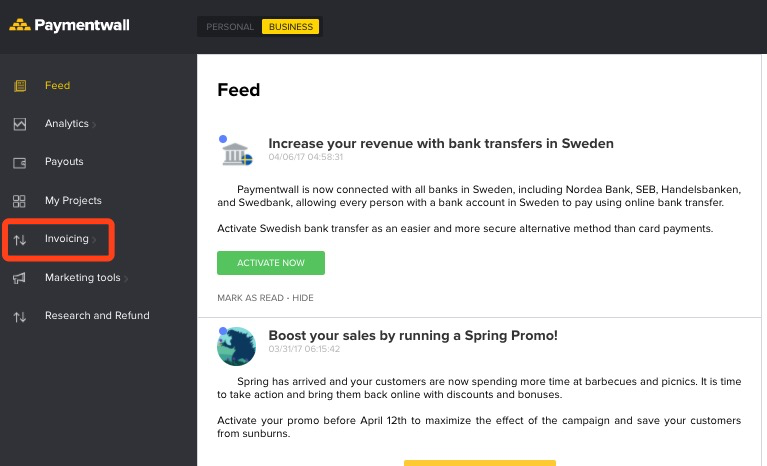 Paymentwall
PERSONAL BUSINESS
Feed
Analytics
Payouts
My Projects
Invoicing
Marketing tools
Research and Refund
Feed
Increase your revenue with bank transfers in Sweden
04/06/17 04:58:31
Paymentwall is now connected with all banks in Sweden, including Nordea Bank, SEB, Handelsbanken,
and Swedbank, allowing every person with a bank account in Sweden to pay using online bank transfer.
Activate Swedish bank transfer as an easier and more secure alternative method than card payments.
ACTIVATE NOW
MARK AS READ - HIDE
Boost your sales by running a Spring Promo!
03/31/17 06:15:42
Spring has arrived and your customers are now spending more time at barbecues and picnics. It is time
to take action and bring them back online with discounts and bonuses.
Activate your promo before April 12th to maximize the effect of the campaign and save your customers
from sunburns.